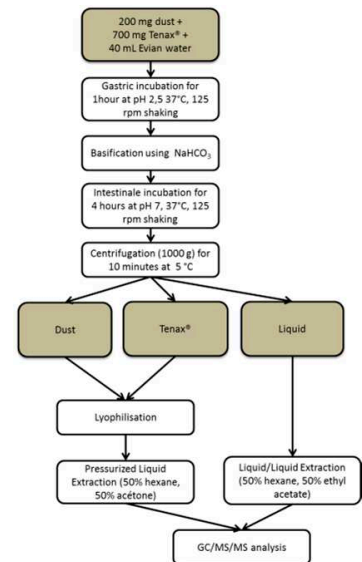 200 mg dust +
700 mg Tenax® +
40 mL Evian water
Gastric incubation for
1hour at pH 2,5 37°C, 125
rpm shaking
Basification using NaHCO₃
Intestinale incubation for
4 hours at pH 7, 37°C, 125
rpm shaking
Centrifugation (1000 g) for
10 minutes at 5 °C
Dust
Tenax®
Liquid
Lyophilisation
Pressurized Liquid
Extraction (50% hexane,
50% acétone)
Liquid/Liquid Extraction
(50% hexane, 50% ethyl
acetate)
GC/MS/MS analysis